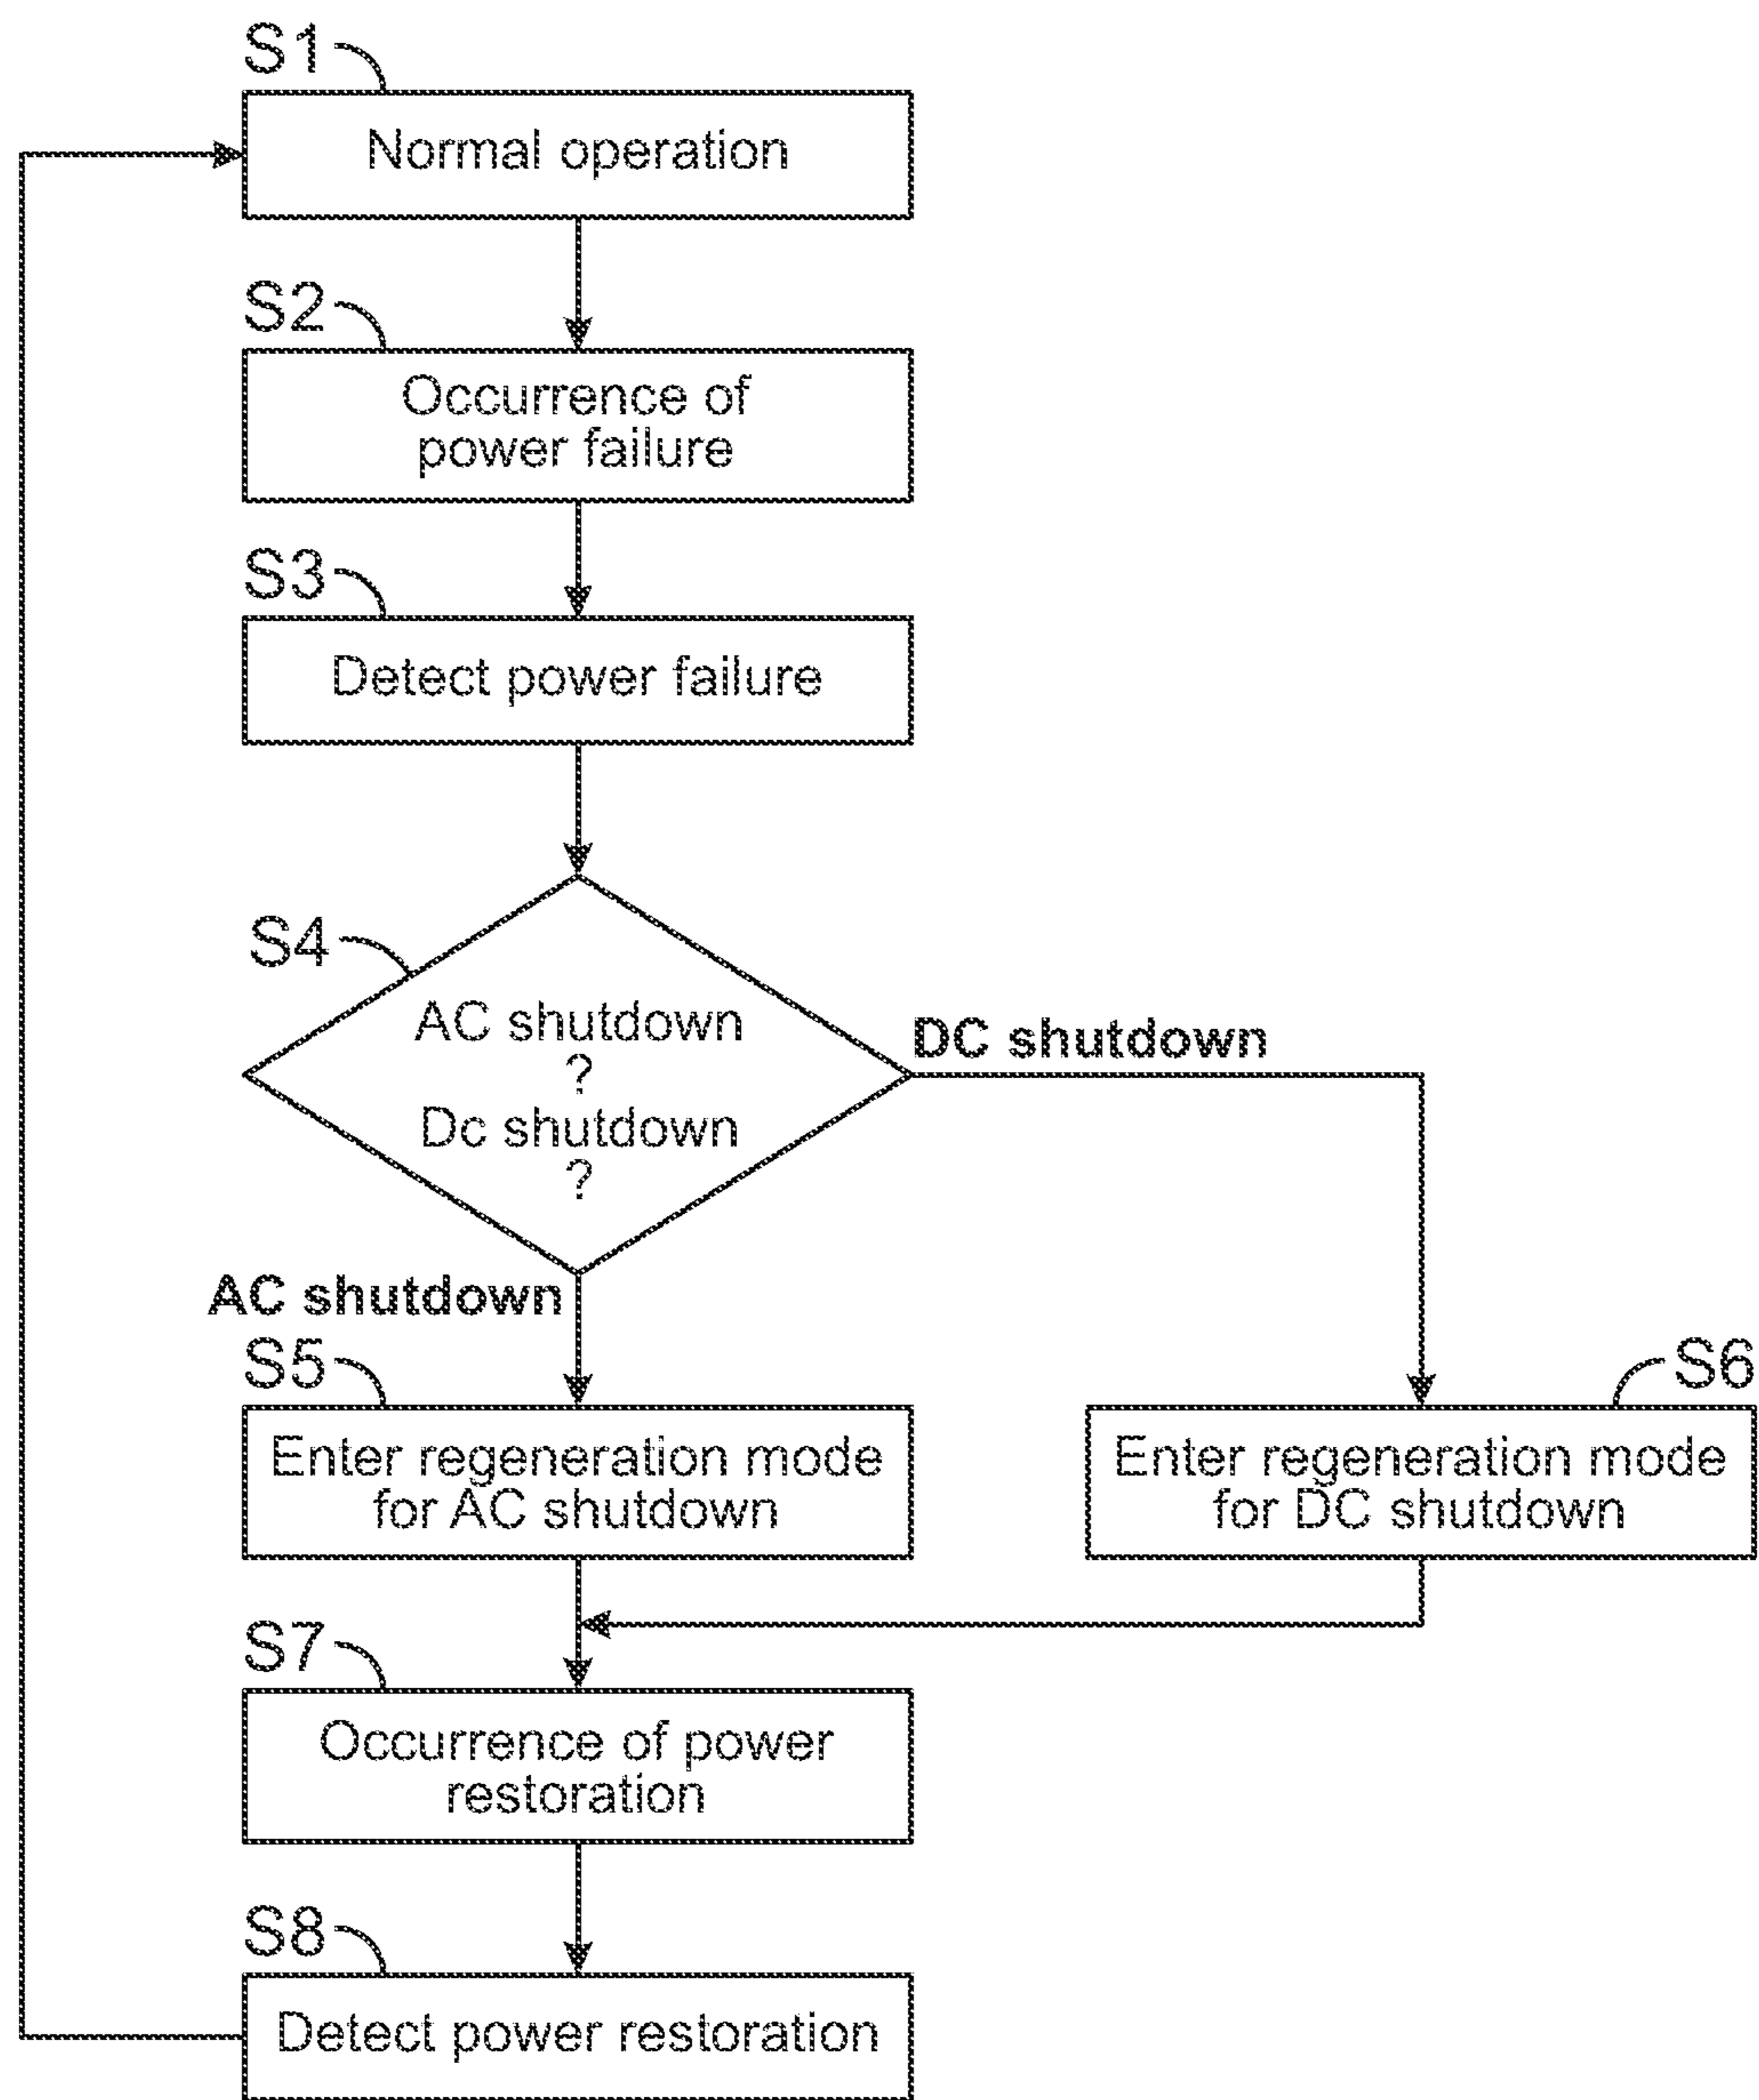 S1
Normal operation
S2
Occurrence of
power failure
S3
Detect power failure
S4
AC shutdown
?
Dc shutdown
?
DC shutdown
AC shutdown
S5
Enter regeneration mode
for AC shutdown
S6
Enter regeneration mode
for DC shutdown
S7
Occurrence of power
restoration
S8
Detect power restoration